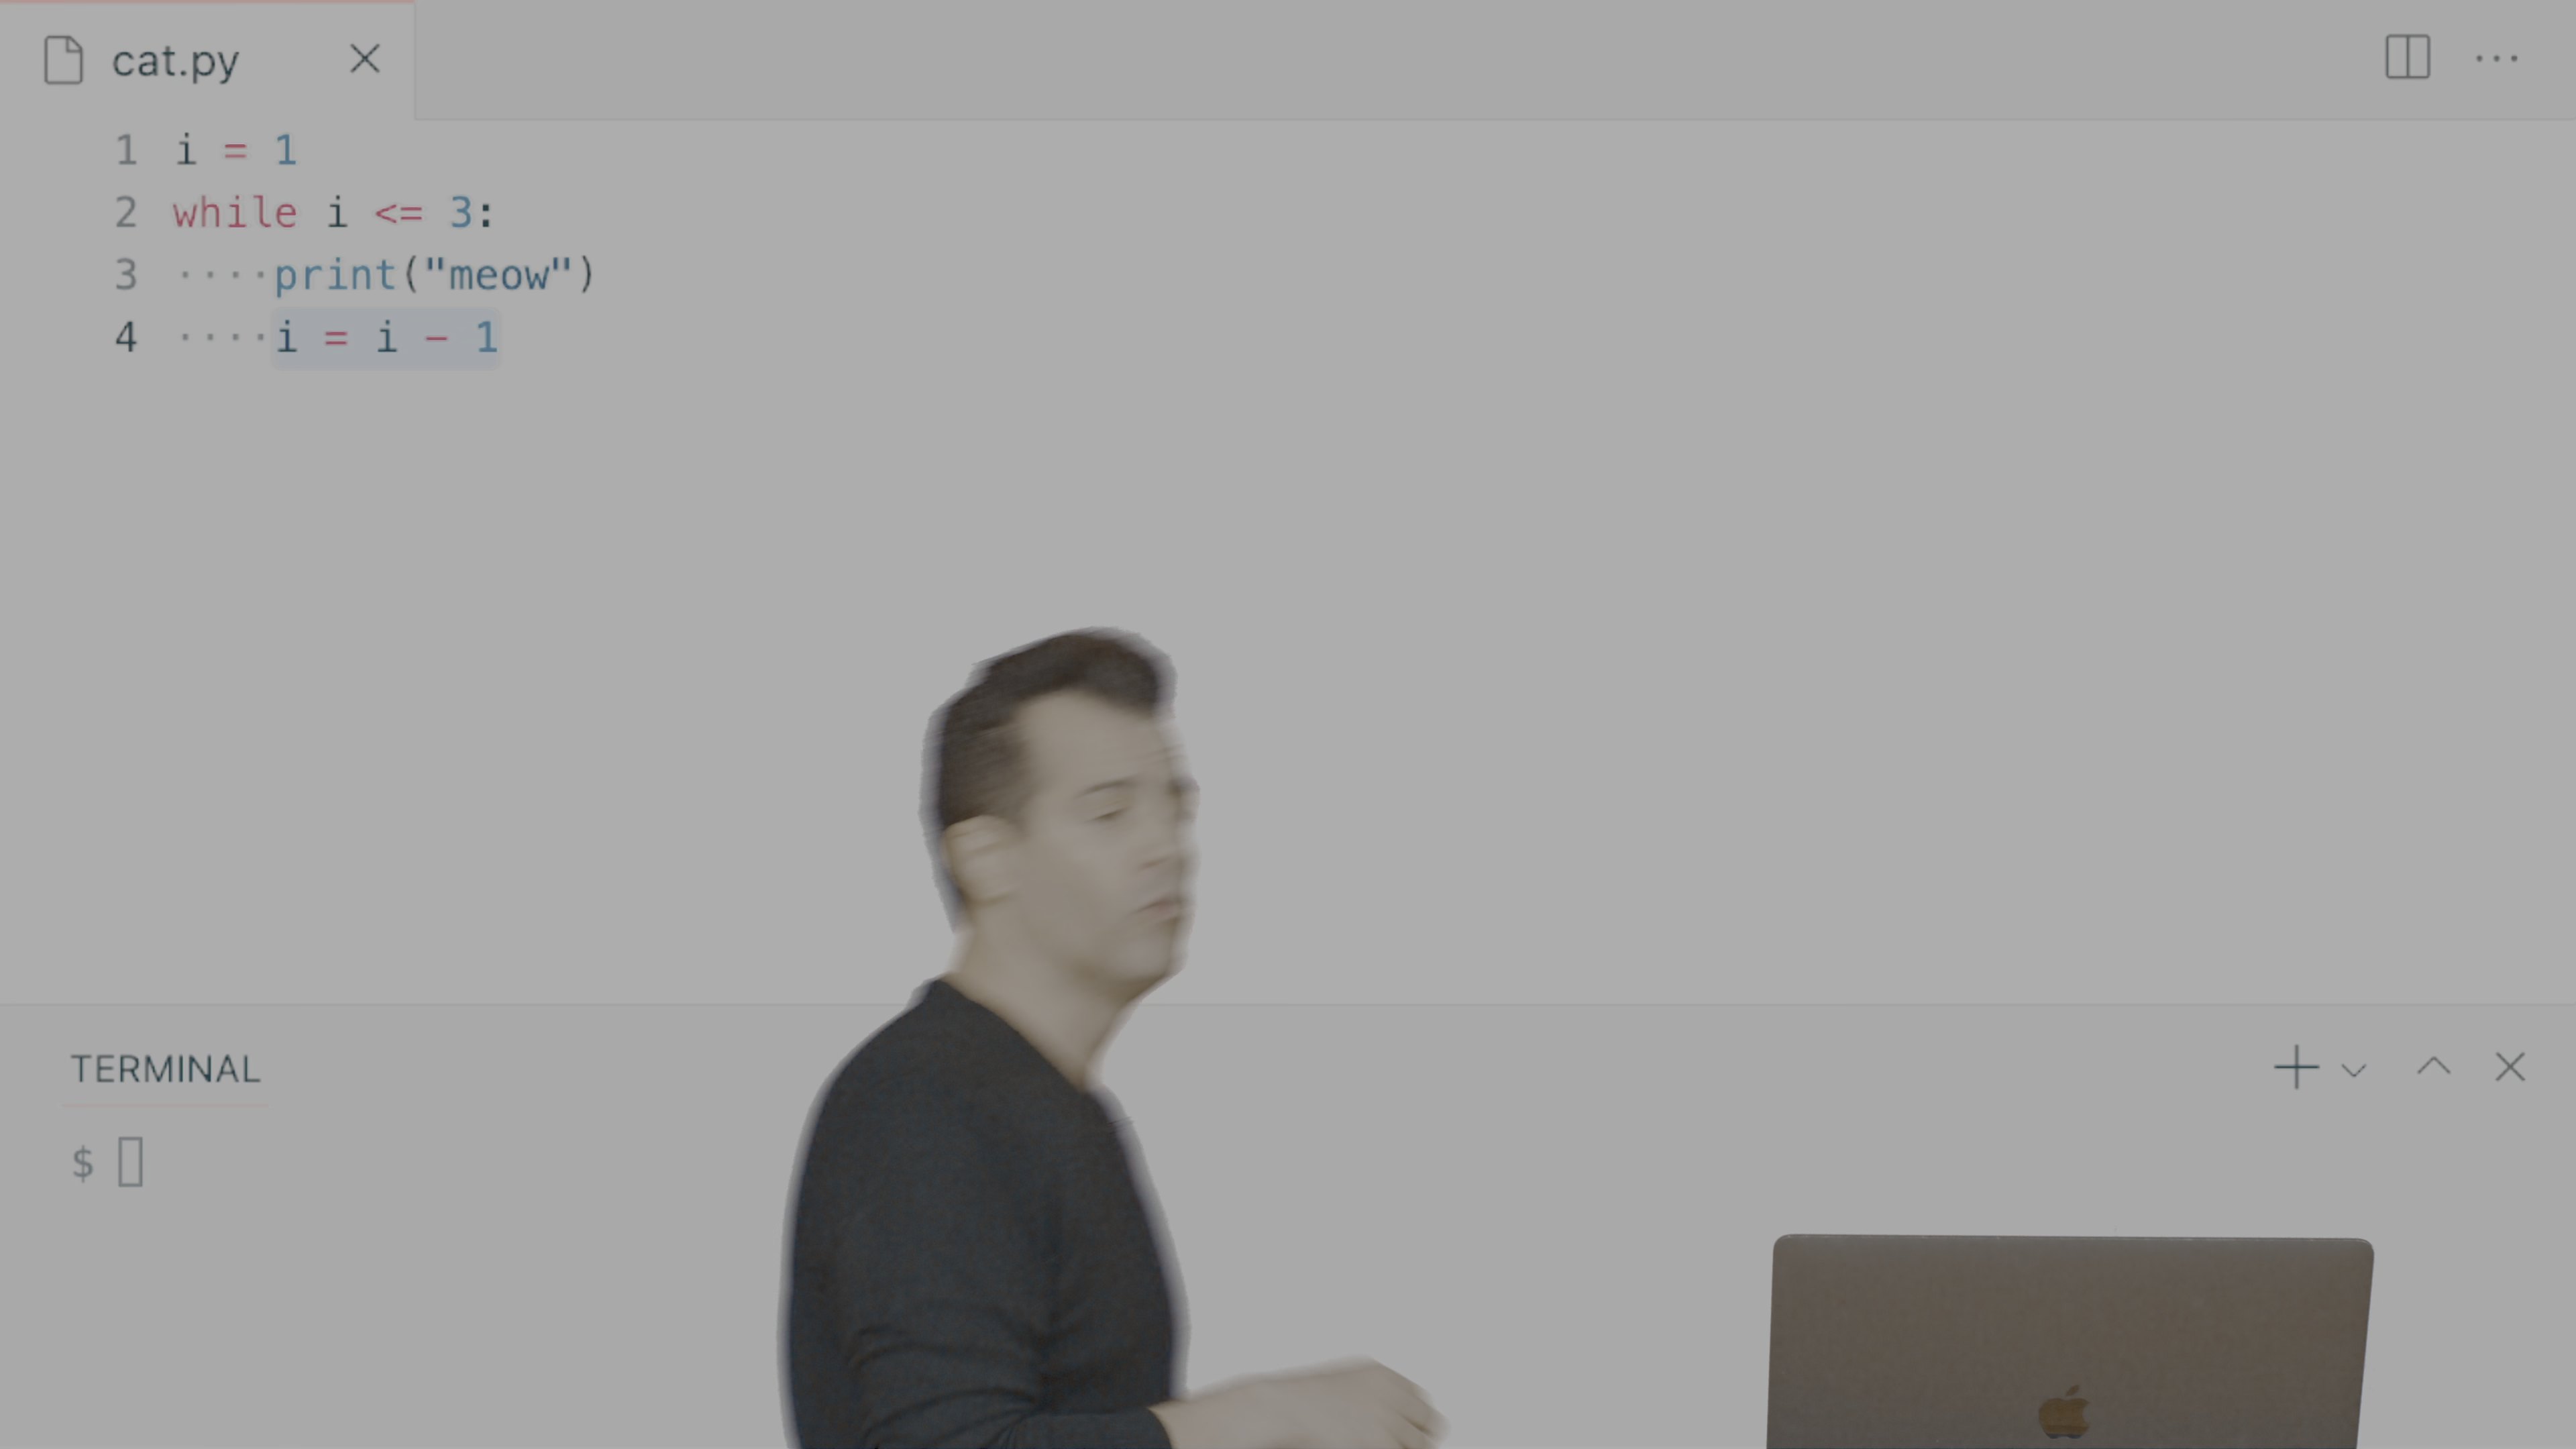 cat.py
1 i = 1
2 while i <= 3:
3 ····print("meow")
4 ····i = i - 1
TERMINAL
$